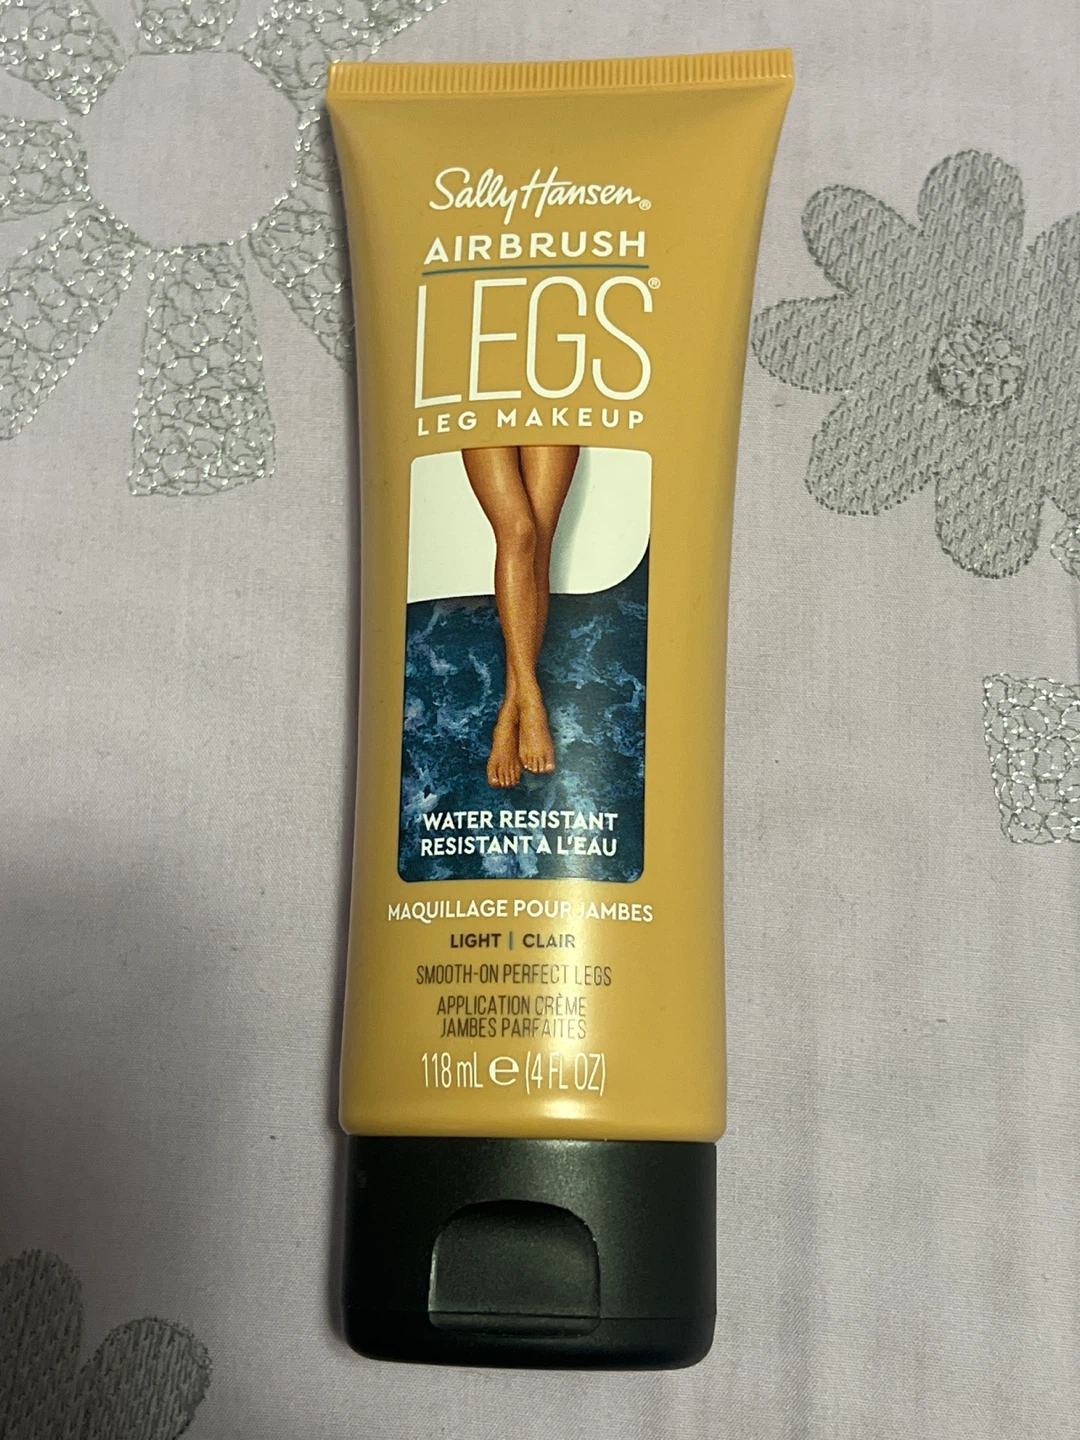 Sally Hansen®
AIRBRUSH
LEGS®
LEG MAKEUP
WATER RESISTANT
RESISTANT A L'EAU
MAQUILLAGE POUR JAMBES
LIGHT | CLAIR
SMOOTH-ON PERFECT LEGS
APPLICATION CRÈME
JAMBES PARFAITES
118 mL ℮ (4 FL OZ)